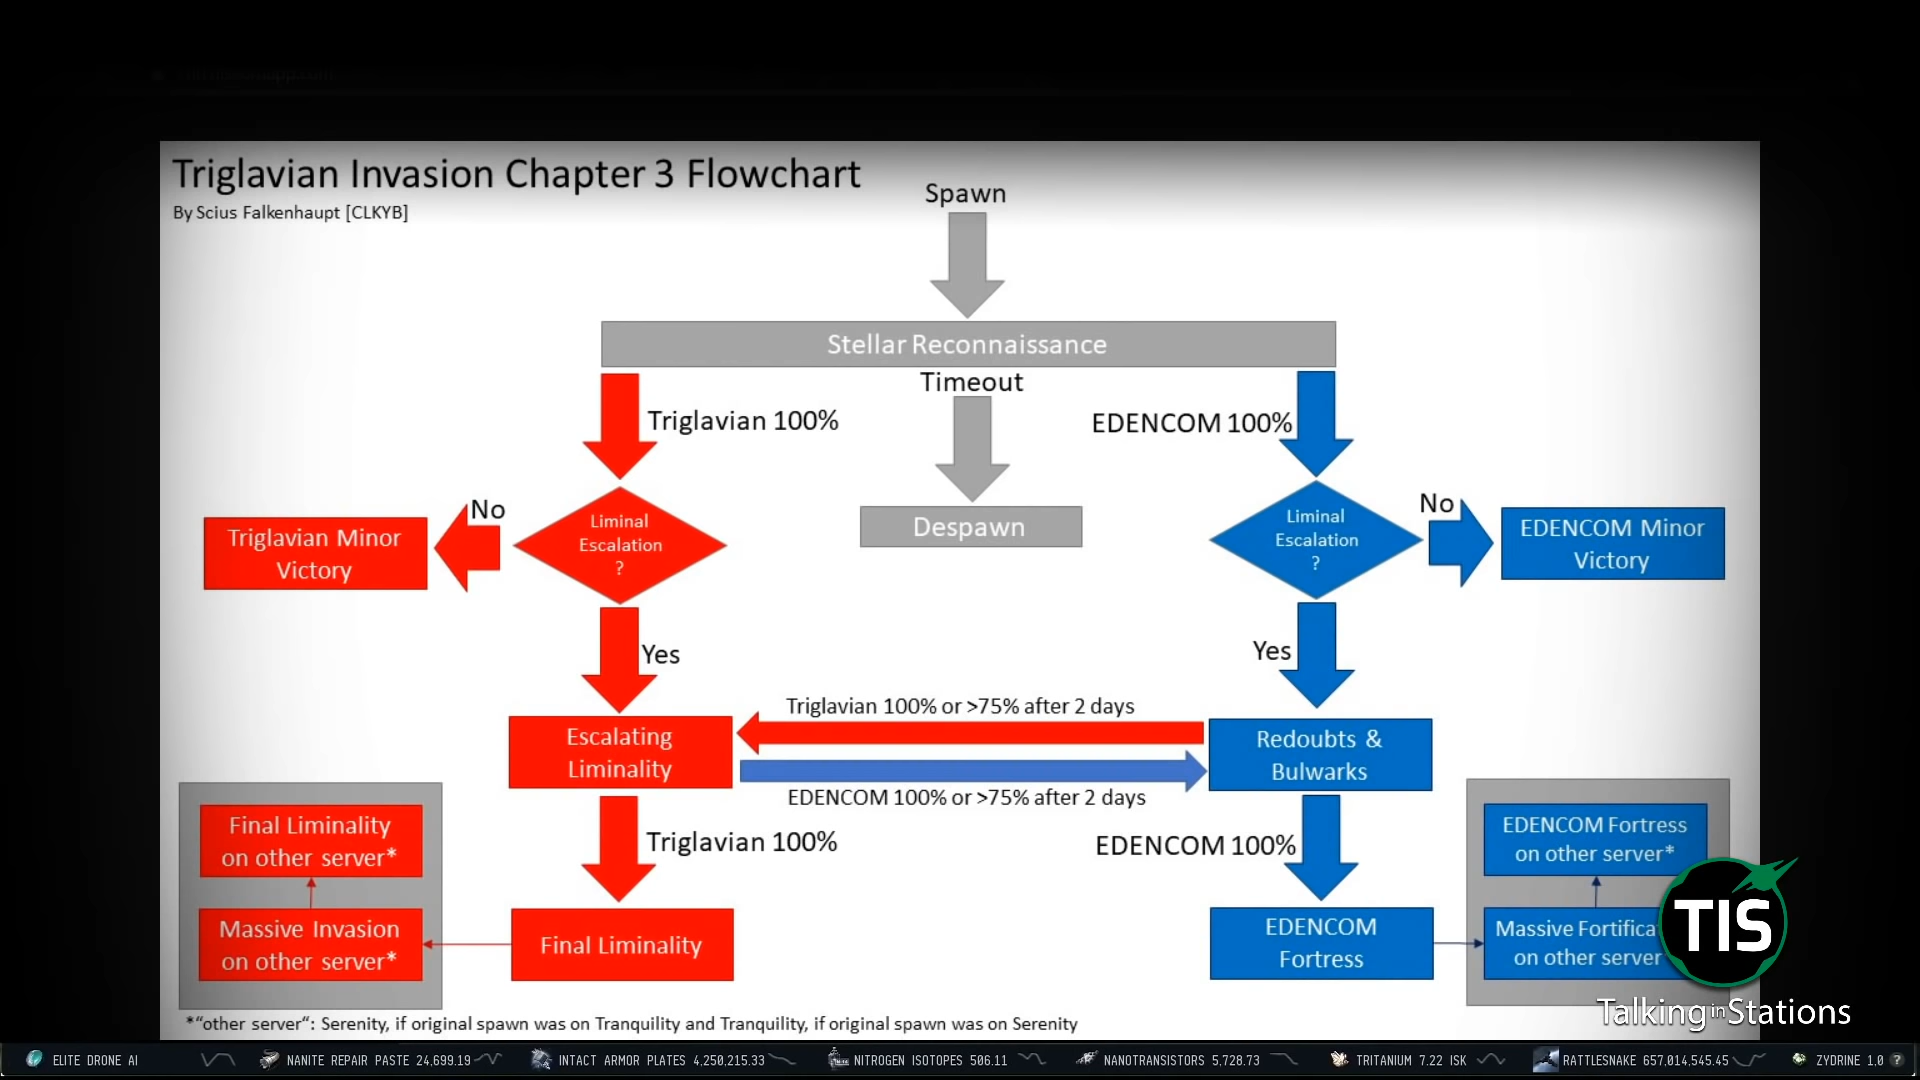 Triglavian Invasion Chapter 3 Flowchart
By Scius Falkenhaupt [CLKYB]
Spawn
Stellar Reconnaissance
Timeout
Triglavian 100%
EDENCOM 100%
Despawn
Liminal
Escalation
?
No
Triglavian Minor
Victory
Liminal
Escalation
?
No
EDENCOM Minor
Victory
Yes
Yes
Triglavian 100% or >75% after 2 days
Escalating
Liminality
Redoubts &
Bulwarks
EDENCOM 100% or >75% after 2 days
Triglavian 100%
EDENCOM 100%
Final Liminality
on other server*
Massive Invasion
on other server*
Final Liminality
EDENCOM
Fortress
EDENCOM Fortress
on other server*
Massive
on other server
*"other server": Serenity, if original spawn was on Tranquility and Tranquility, if original spawn was on Serenity
TIS
Talking in Stations
ELITE DRONE AI NANITE REPAIR PASTE 24,699.19 INTACT ARMOR PLATES 4,250,215.33 NITROGEN ISOTOPES 506.11 NANOTRANSISTORS 5,728.73 TRITANIUM 7.22 ISK RATTLESNAKE 657,014,545.45 ZYDRINE 1,0